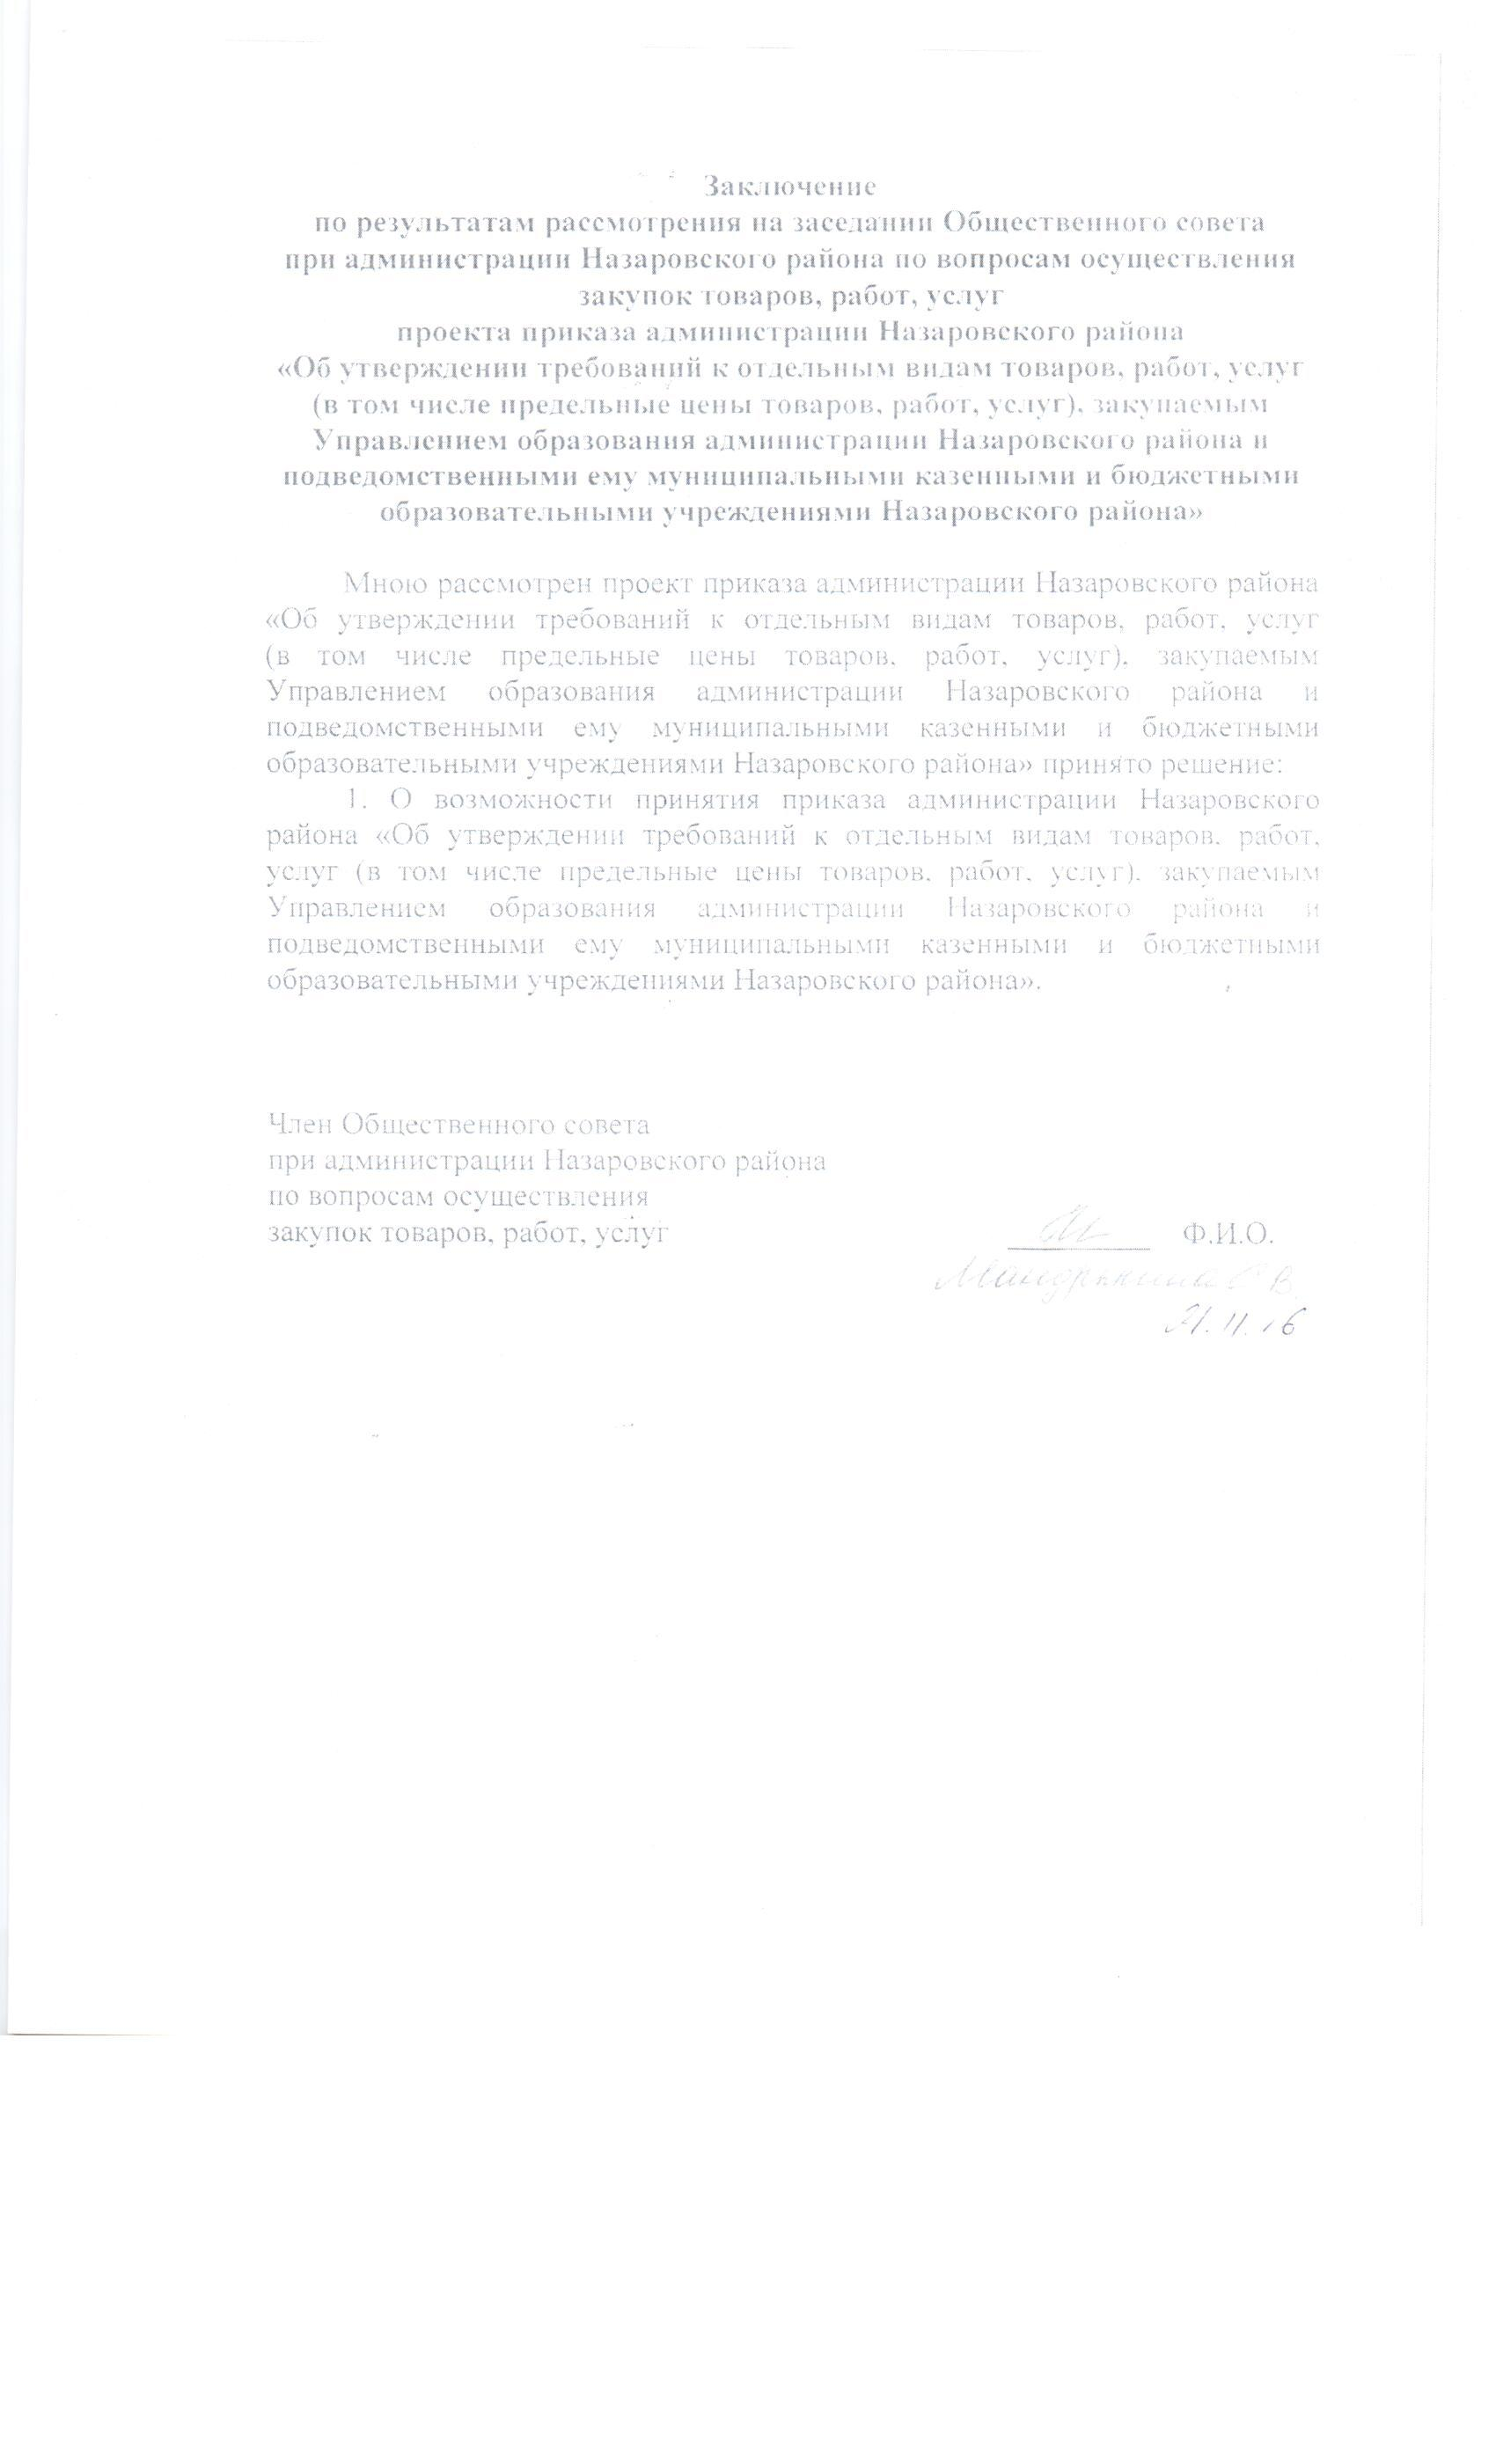 Заключение
по результатам рассмотрения на заседании Общественного совета
при администрации Назаровского района по вопросам осуществления
закупок товаров, работ, услуг
проекта приказа администрации Назаровского района
«Об утверждении требований к отдельным видам товаров, работ, услуг
(в том числе предельные цены товаров, работ, услуг), закупаемым
Управлением образования администрации Назаровского района и
подведомственными ему муниципальными казенными и бюджетными
образовательными учреждениями Назаровского района»
Мною рассмотрен проект приказа администрации Назаровского района
«Об утверждении требований к отдельным видам товаров, работ, услуг
(в том числе предельные цены товаров, работ, услуг), закупаемым
Управлением образования администрации Назаровского района и
подведомственными ему муниципальными казенными и бюджетными
образовательными учреждениями Назаровского района» принято решение:
1. О возможности принятия приказа администрации Назаровского
района «Об утверждении требований к отдельным видам товаров, работ,
услуг (в том числе предельные цены товаров, работ, услуг), закупаемым
Управлением образования администрации Назаровского района и
подведомственными ему муниципальными казенными и бюджетными
образовательными учреждениями Назаровского района».
Член Общественного совета
при администрации Назаровского района
по вопросам осуществления
закупок товаров, работ, услуг Ф.И.О.